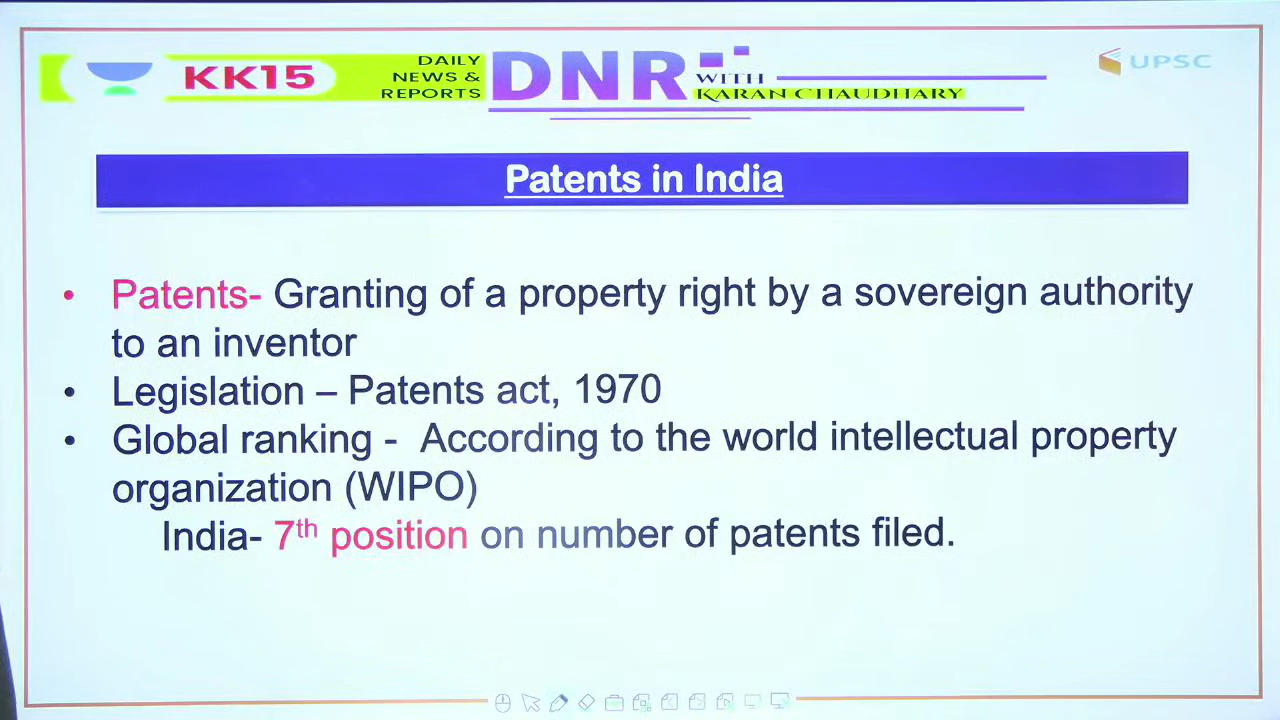 KK15
DAILY
NEWS &
REPORTS
DNR
WITH
KARAN CHAUDHARY
UPSC
Patents in India
• Patents- Granting of a property right by a sovereign authority
to an inventor
• Legislation – Patents act, 1970
• Global ranking - According to the world intellectual property
organization (WIPO)
India- 7th position on number of patents filed.